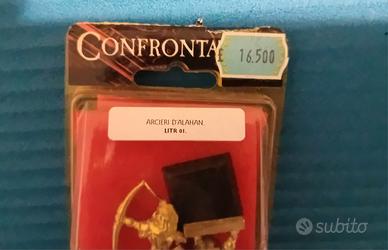 CONFRONTA
£ 16.500
ARCIERI D'ALAHAN.
LITR 01.
subito